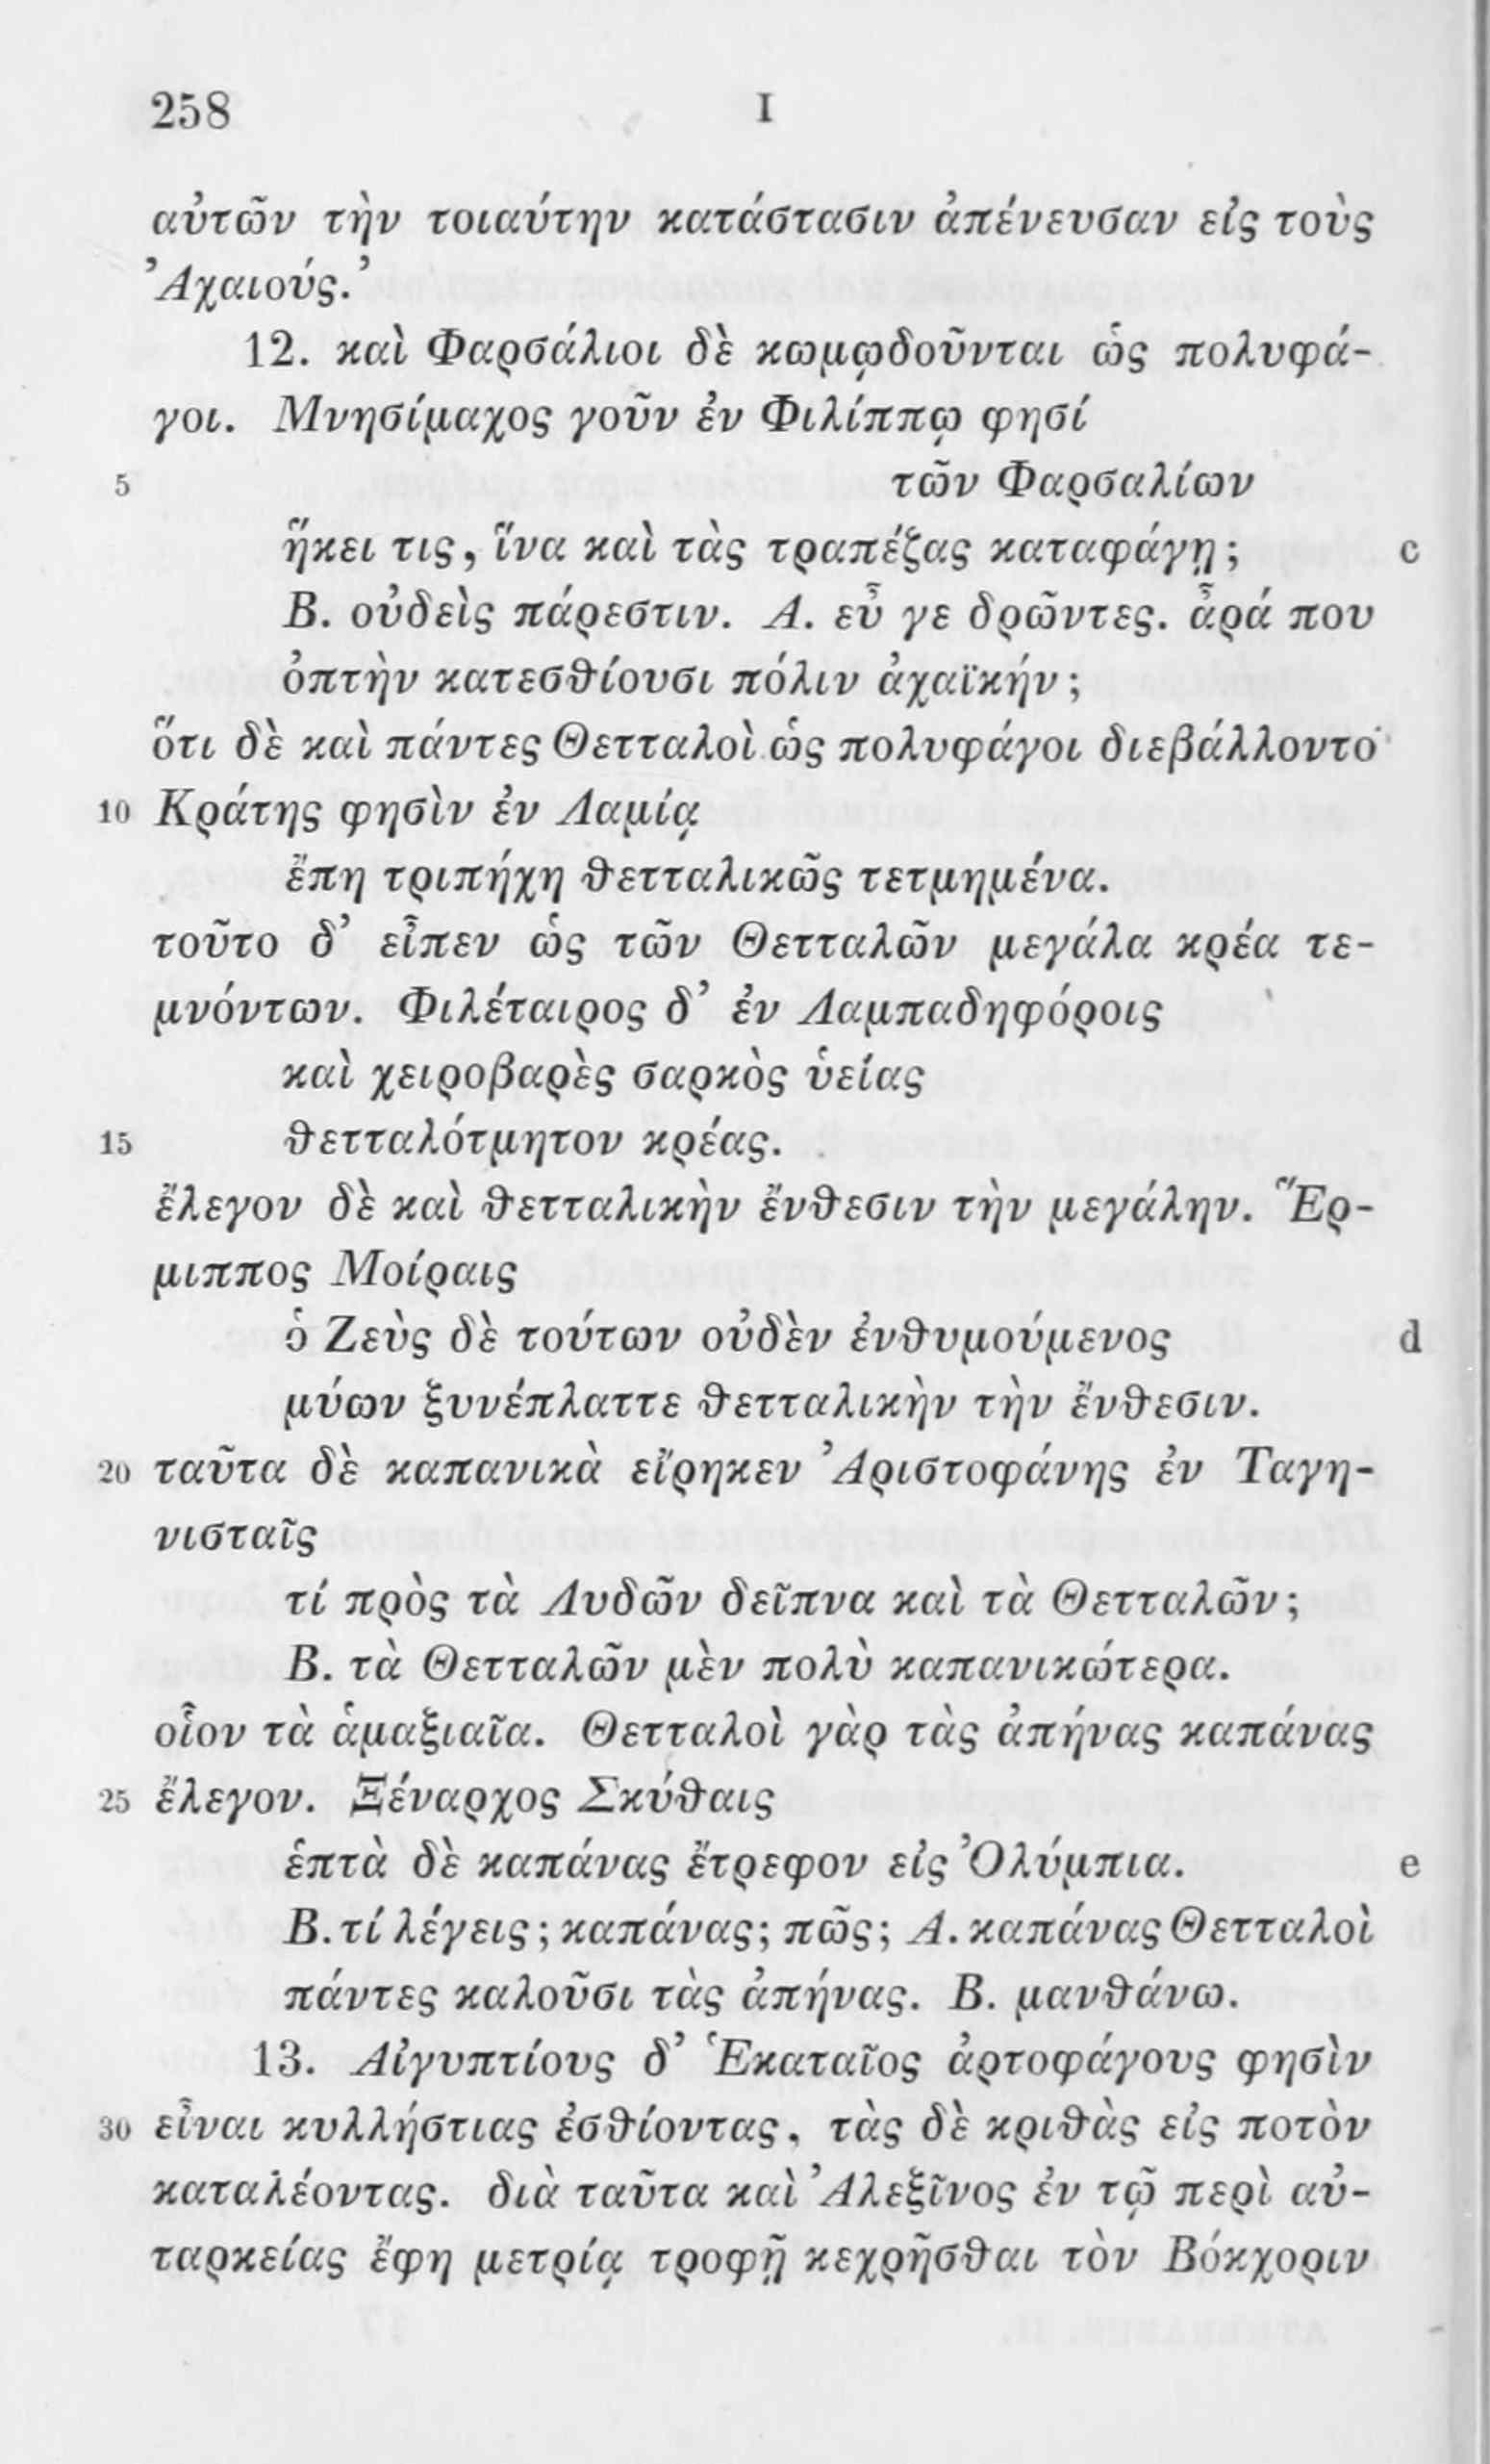 258 I
αὐτῶν τὴν τοιαύτην κατάστασιν ἀπένευσαν εἰς τοὺς
Ἀχαιούς.’
12. καὶ Φαρσάλιοι δὲ κωμῳδοῦνται ὡς πολυφά-
γοι. Μνησίμαχος γοῦν ἐν Φιλίππῳ φησί
5 τῶν Φαρσαλίων
ἥκει τις, ἵνα καὶ τὰς τραπέζας καταφάγῃ; c
B. οὐδεὶς πάρεστιν. A. εὖ γε δρῶντες. ἆρά που
ὀπτὴν κατεσθίουσι πόλιν ἀχαϊκήν;
ὅτι δὲ καὶ πάντες Θετταλοὶ ὡς πολυφάγοι διεβάλλοντο
10 Κράτης φησὶν ἐν Λαμίᾳ
ἔπη τριπήχη θετταλικῶς τετμημένα.
τοῦτο δ’ εἶπεν ὡς τῶν Θετταλῶν μεγάλα κρέα τε-
μνόντων. Φιλέταιρος δ’ ἐν Λαμπαδηφόροις
καὶ χειροβαρὲς σαρκὸς ὑείας
15 θετταλότμητον κρέας.
ἔλεγον δὲ καὶ θετταλικὴν ἔνθεσιν τὴν μεγάλην. Ἕρ-
μιππος Μοίραις
ὁ Ζεὺς δὲ τούτων οὐδὲν ἐνθυμούμενος d
μύων ξυνέπλαττε θετταλικὴν τὴν ἔνθεσιν.
20 ταῦτα δὲ καπανικὰ εἴρηκεν Ἀριστοφάνης ἐν Ταγη-
νισταῖς
τί πρὸς τὰ Λυδῶν δεῖπνα καὶ τὰ Θετταλῶν;
B. τὰ Θετταλῶν μὲν πολὺ καπανικώτερα.
οἷον τὰ ἁμαξιαῖα. Θετταλοὶ γὰρ τὰς ἀπήνας καπάνας
25 ἔλεγον. Ξέναρχος Σκύθαις
ἑπτὰ δὲ καπάνας ἔτρεφον εἰς Ὀλύμπια. e
B. τί λέγεις; καπάνας; πῶς; A. καπάνας Θετταλοὶ
πάντες καλοῦσι τὰς ἀπήνας. B. μανθάνω.
13. Αἰγυπτίους δ’ Ἑκαταῖος ἀρτοφάγους φησὶν
30 εἶναι κυλλήστιας ἐσθίοντας, τὰς δὲ κριθὰς εἰς ποτὸν
καταλέοντας. διὰ ταῦτα καὶ Ἀλεξῖνος ἐν τῷ περὶ αὐ-
ταρκείας ἔφη μετρίᾳ τροφῇ κεχρῆσθαι τὸν Βόκχοριν